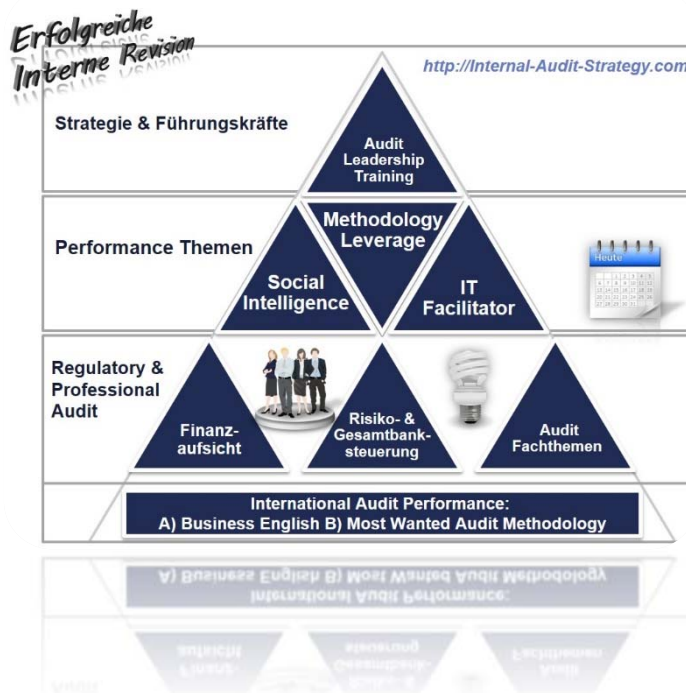 Erfolgreiche
Interne Revision
http://Internal-Audit-Strategy.com
Strategie & Führungskräfte
Audit
Leadership
Training
Performance Themen
Methodology
Leverage
Social
Intelligence
IT
Facilitator
Heute
Regulatory &
Professional
Audit
Finanz-
aufsicht
Risiko- &
Gesamtbank-
steuerung
Audit
Fachthemen
International Audit Performance:
A) Business English B) Most Wanted Audit Methodology